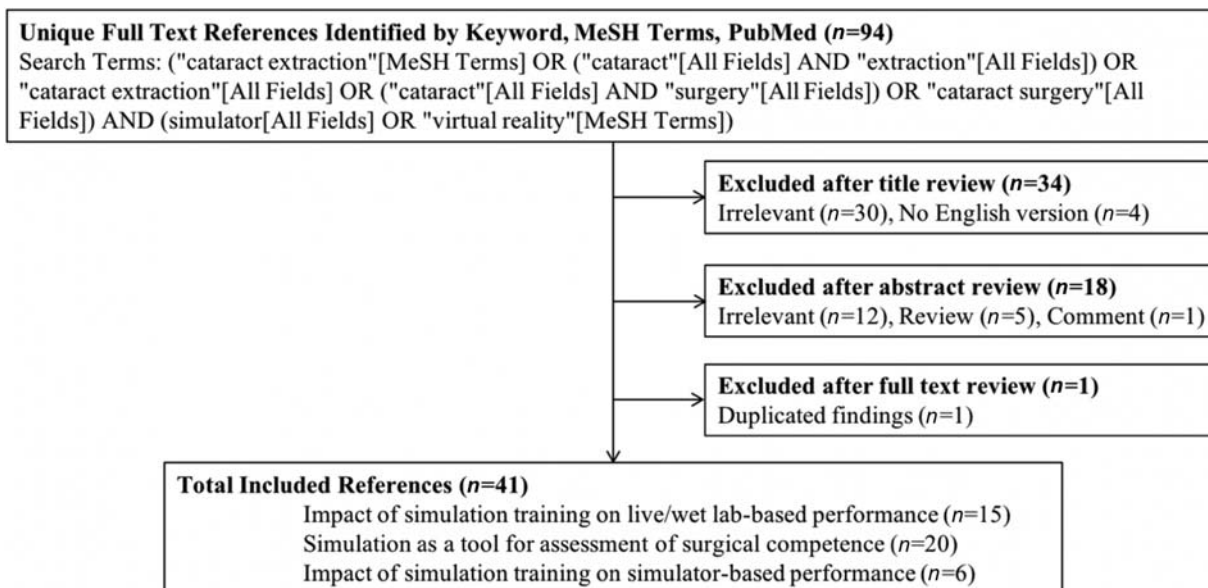 Unique Full Text References Identified by Keyword, MeSH Terms, PubMed (n=94)
Search Terms: ("cataract extraction"[MeSH Terms] OR ("cataract"[All Fields] AND "extraction"[All Fields]) OR
"cataract extraction"[All Fields] OR ("cataract"[All Fields] AND "surgery"[All Fields]) OR "cataract surgery"[All
Fields]) AND (simulator[All Fields] OR "virtual reality"[MeSH Terms])
Excluded after title review (n=34)
Irrelevant (n=30), No English version (n=4)
Excluded after abstract review (n=18)
Irrelevant (n=12), Review (n=5), Comment (n=1)
Excluded after full text review (n=1)
Duplicated findings (n=1)
Total Included References (n=41)
Impact of simulation training on live/wet lab-based performance (n=15)
Simulation as a tool for assessment of surgical competence (n=20)
Impact of simulation training on simulator-based performance (n=6)